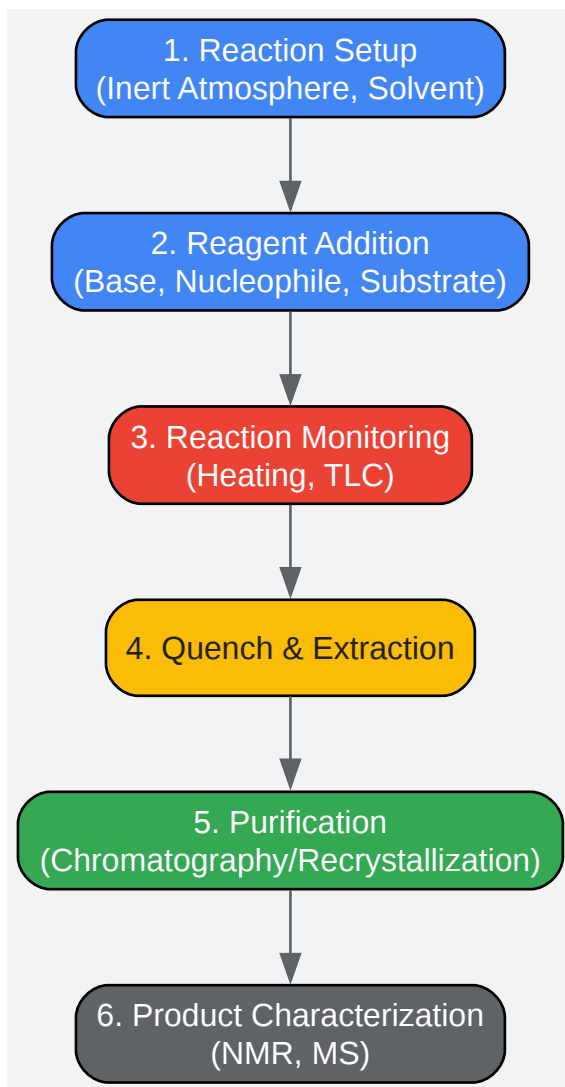 1. Reaction Setup
(Inert Atmosphere, Solvent)
2. Reagent Addition
(Base, Nucleophile, Substrate)
3. Reaction Monitoring
(Heating, TLC)
4. Quench & Extraction
5. Purification
(Chromatography/Recrystallization)
6. Product Characterization
(NMR, MS)